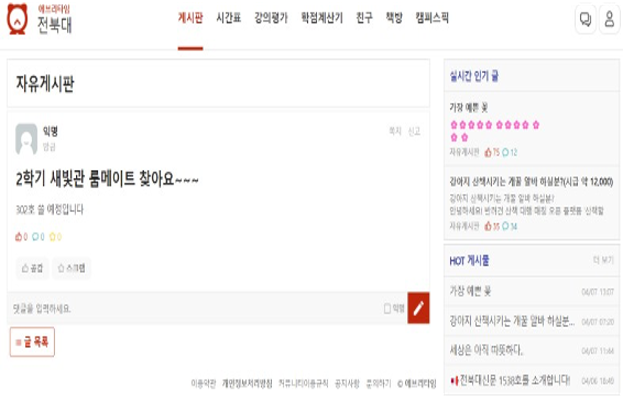 에브리타임
전북대
게시판 시간표 강의평가 학점계산기 친구 책방 캠퍼스픽
자유게시판
익명
방금
쪽지 신고
2학기 새빛관 룸메이트 찾아요~~~
302호 쓸 예정입니다
0 0 0
공감 스크랩
댓글을 입력하세요.
익명
글 목록
실시간 인기 글
가장 예쁜 꽃
✿✿✿✿✿ ✿✿✿✿ ✿
✿ ✿
자유게시판 75 12
강아지 산책시키는 개꿀 알바 하실분?(시급 약 12,000)
강아지 산책시키는 개꿀 알바 하실분?
안녕하세요! 반려견 산책 대행 매칭 오픈 플랫폼 '산책할
자유게시판 35 34
HOT 게시물
더 보기
가장 예쁜 꽃 04/07 13:07
강아지 산책시키는 개꿀 알바 하실분... 04/07 07:20
세상은 아직 따뜻하다. 04/07 11:44
전북대신문 1538호를 소개합니다! 04/06 18:49
이용약관 개인정보처리방침 커뮤니티이용규칙 공지사항 문의하기 © 에브리타임